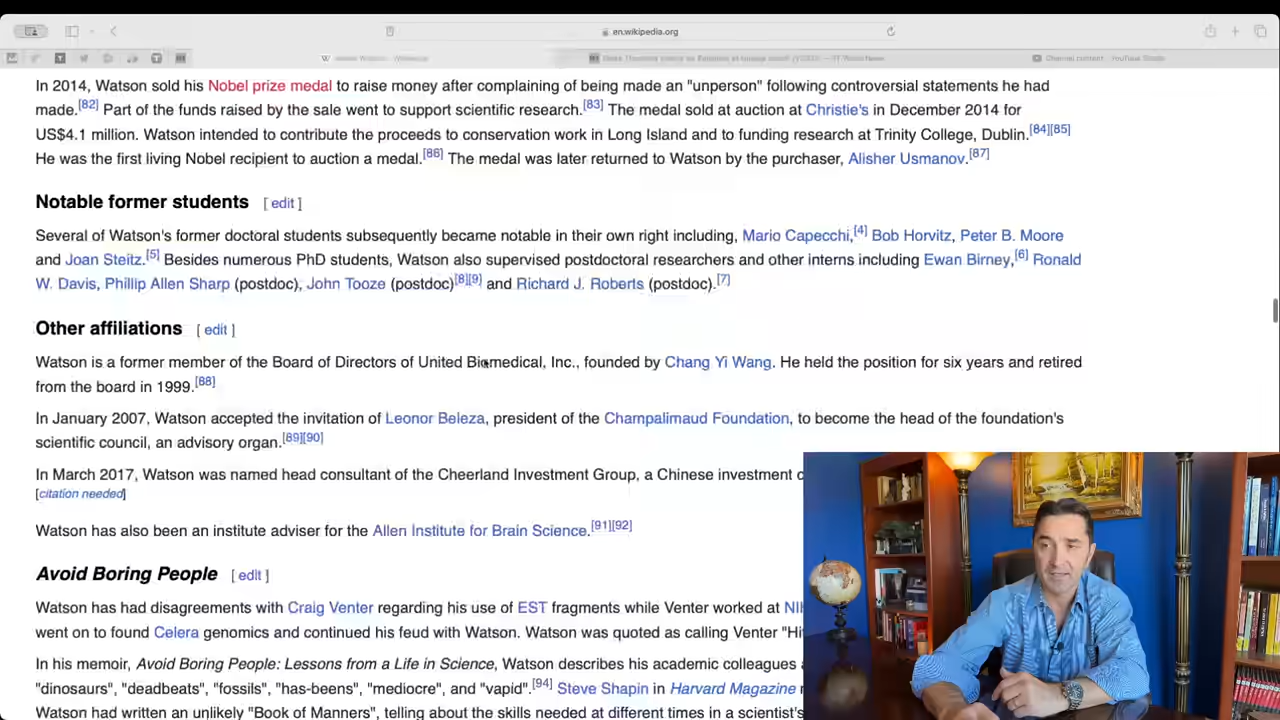 en.wikipedia.org
Channel content - YouTube Studio
In 2014, Watson sold his Nobel prize medal to raise money after complaining of being made an "unperson" following controversial statements he had
made.[82] Part of the funds raised by the sale went to support scientific research.[83] The medal sold at auction at Christie's in December 2014 for
US$4.1 million. Watson intended to contribute the proceeds to conservation work in Long Island and to funding research at Trinity College, Dublin.[84][85]
He was the first living Nobel recipient to auction a medal.[86] The medal was later returned to Watson by the purchaser, Alisher Usmanov.[87]
Notable former students [ edit ]
Several of Watson's former doctoral students subsequently became notable in their own right including, Mario Capecchi,[4] Bob Horvitz, Peter B. Moore
and Joan Steitz.[5] Besides numerous PhD students, Watson also supervised postdoctoral researchers and other interns including Ewan Birney,[6] Ronald
W. Davis, Phillip Allen Sharp (postdoc), John Tooze (postdoc)[8][9] and Richard J. Roberts (postdoc).[7]
Other affiliations [ edit ]
Watson is a former member of the Board of Directors of United Biomedical, Inc., founded by Chang Yi Wang. He held the position for six years and retired
from the board in 1999.[88]
In January 2007, Watson accepted the invitation of Leonor Beleza, president of the Champalimaud Foundation, to become the head of the foundation's
scientific council, an advisory organ.[89][90]
In March 2017, Watson was named head consultant of the Cheerland Investment Group, a Chinese investment
[citation needed]
Watson has also been an institute adviser for the Allen Institute for Brain Science.[91][92]
Avoid Boring People [ edit ]
Watson has had disagreements with Craig Venter regarding his use of EST fragments while Venter worked at
went on to found Celera genomics and continued his feud with Watson. Watson was quoted as calling Venter
In his memoir, Avoid Boring People: Lessons from a Life in Science, Watson describes his academic colleagues
"dinosaurs", "deadbeats", "fossils", "has-beens", "mediocre", and "vapid".[94] Steve Shapin in Harvard Magazine
Watson had written an unlikely "Book of Manners", telling about the skills needed at different times in a scientist's